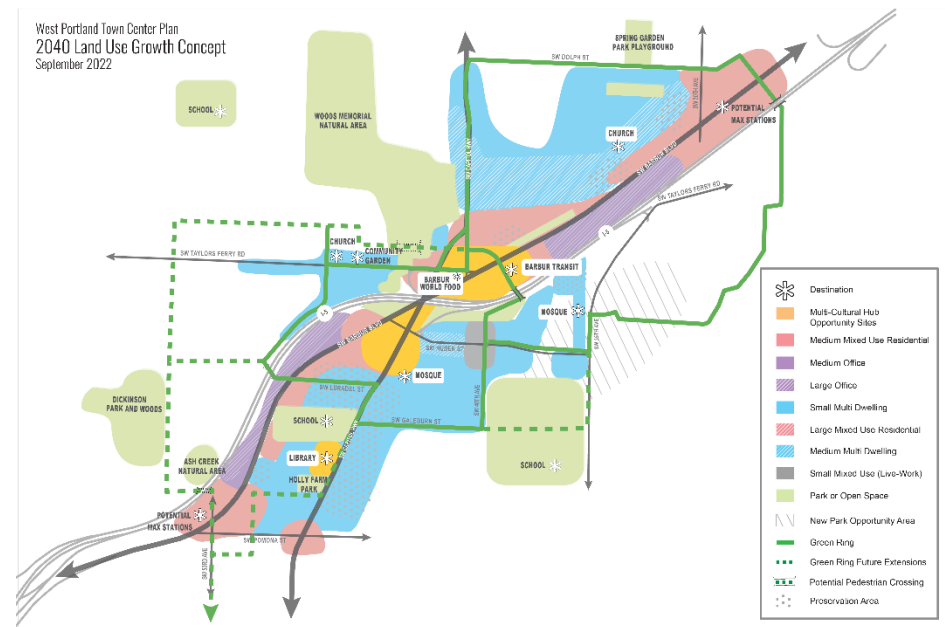 West Portland Town Center Plan
2040 Land Use Growth Concept
September 2022
SPRING GARDEN
PARK PLAYGROUND
SW DOLPH ST
SCHOOL
WOODS MEMORIAL
NATURAL AREA
POTENTIAL
MAX STATIONS
CHURCH
SW BARBUR BLVD
SW TAYLORS FERRY RD
I-5
CHURCH
COMMUNITY
GARDEN
SW TAYLORS FERRY RD
BARBUR
WORLD FOOD
BARBUR TRANSIT
MOSQUE
I-5
SW BARBUR BLVD
MOSQUE
SW GALEBURN ST
DICKINSON
PARK AND WOODS
SCHOOL
LIBRARY
HOLLY FARM
PARK
SCHOOL
ASH CREEK
NATURAL AREA
POTENTIAL
MAX STATIONS
SW POMONA ST
SW 53RD AVE
Destination
Multi-Cultural Hub
Opportunity Sites
Medium Mixed Use Residential
Medium Office
Large Office
Small Multi Dwelling
Large Mixed Use Residential
Medium Multi Dwelling
Small Mixed Use (Live-Work)
Park or Open Space
New Park Opportunity Area
Green Ring
Green Ring Future Extensions
Potential Pedestrian Crossing
Preservation Area